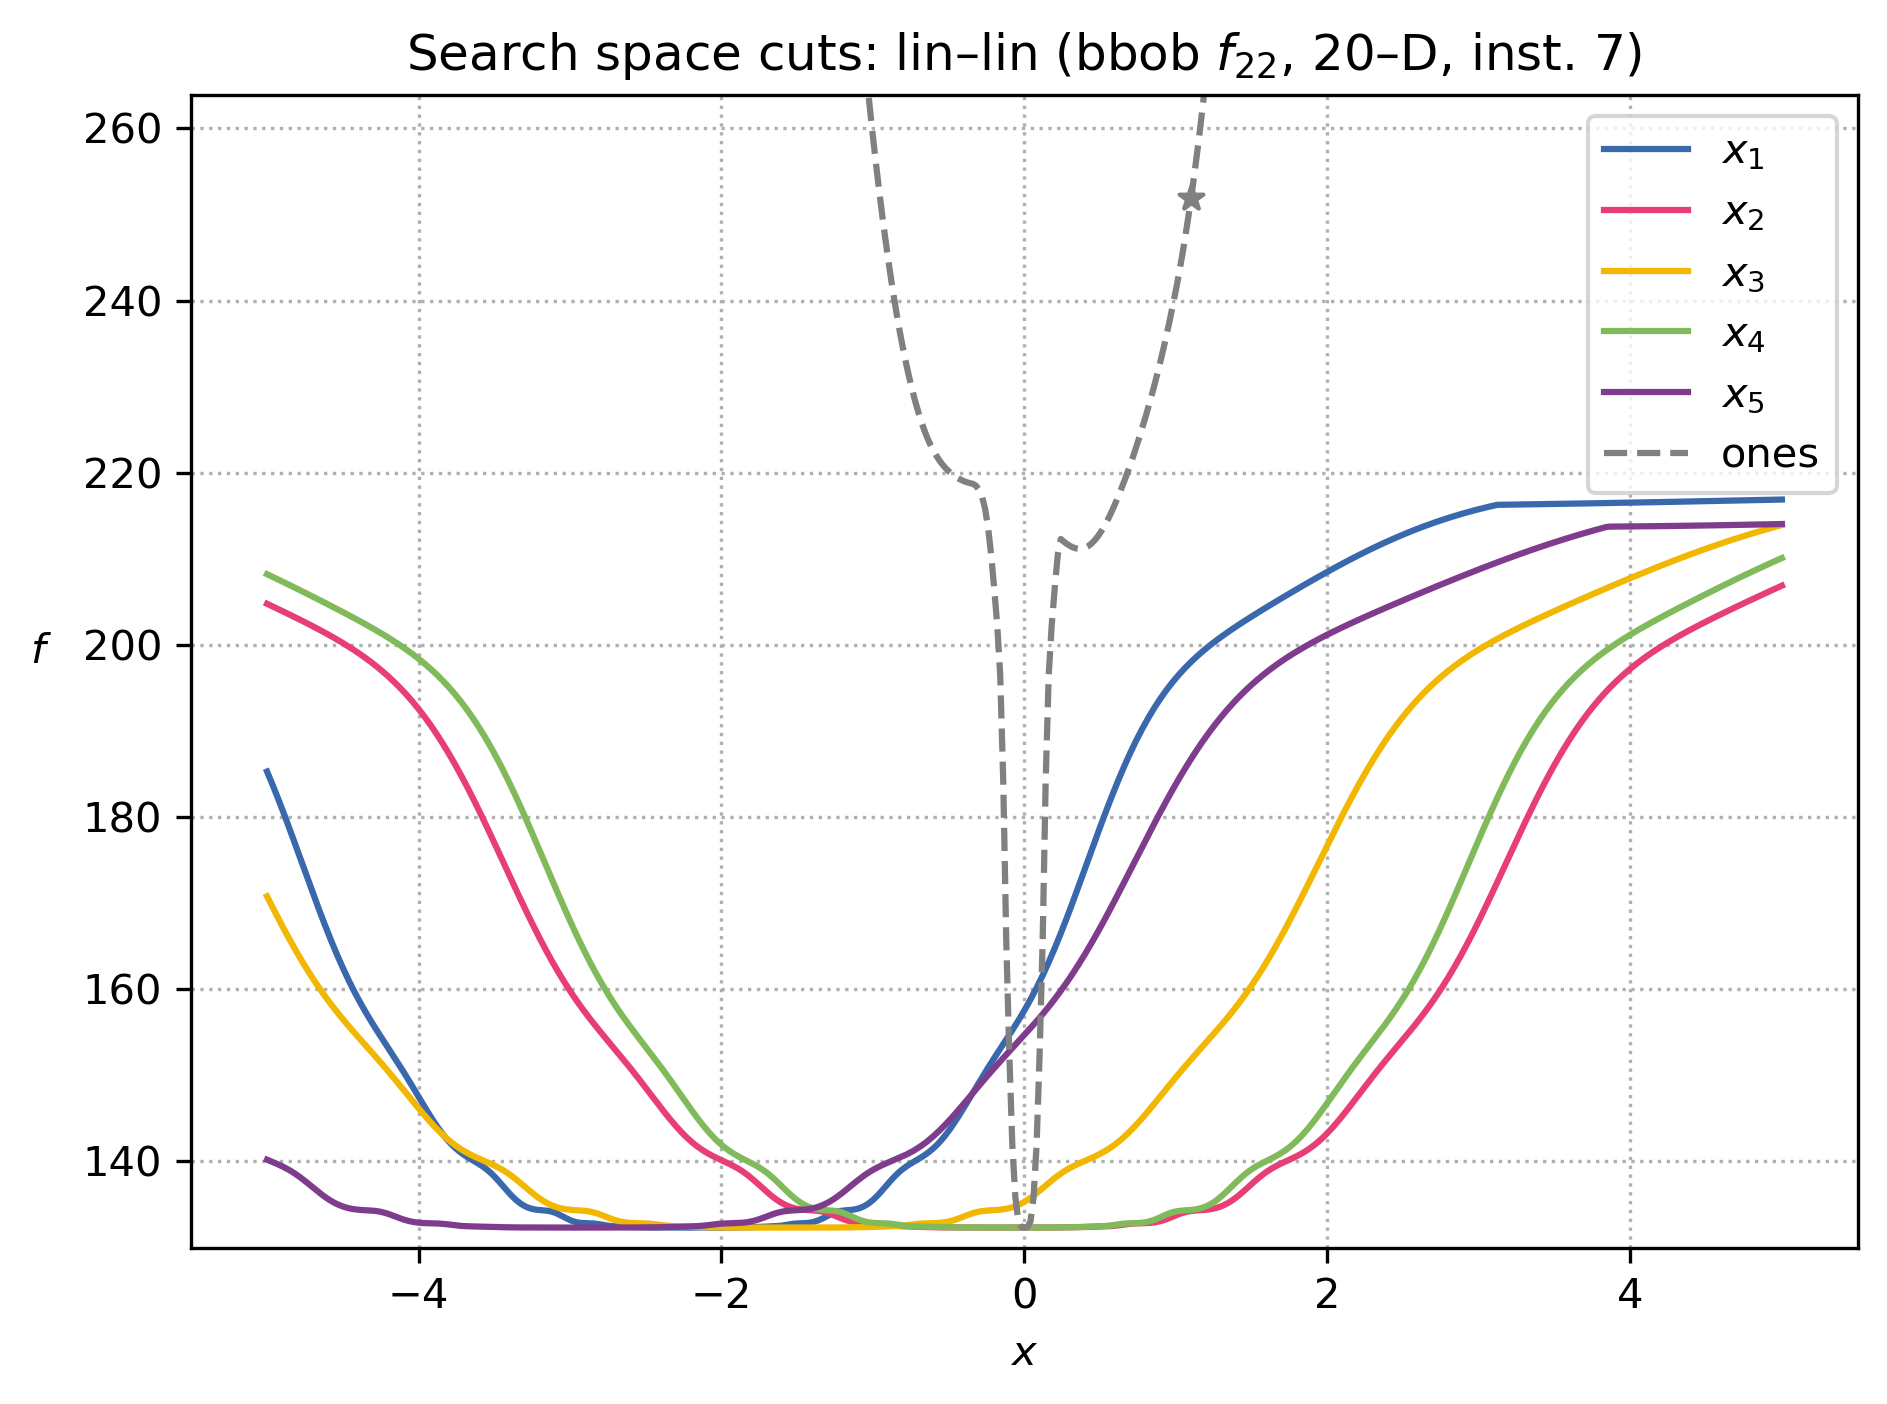 Search space cuts: lin–lin (bbob f22, 20–D, inst. 7)
260
240
220
200
180
160
140
f
x1
x2
x3
x4
x5
ones
−4 −2 0 2 4
x